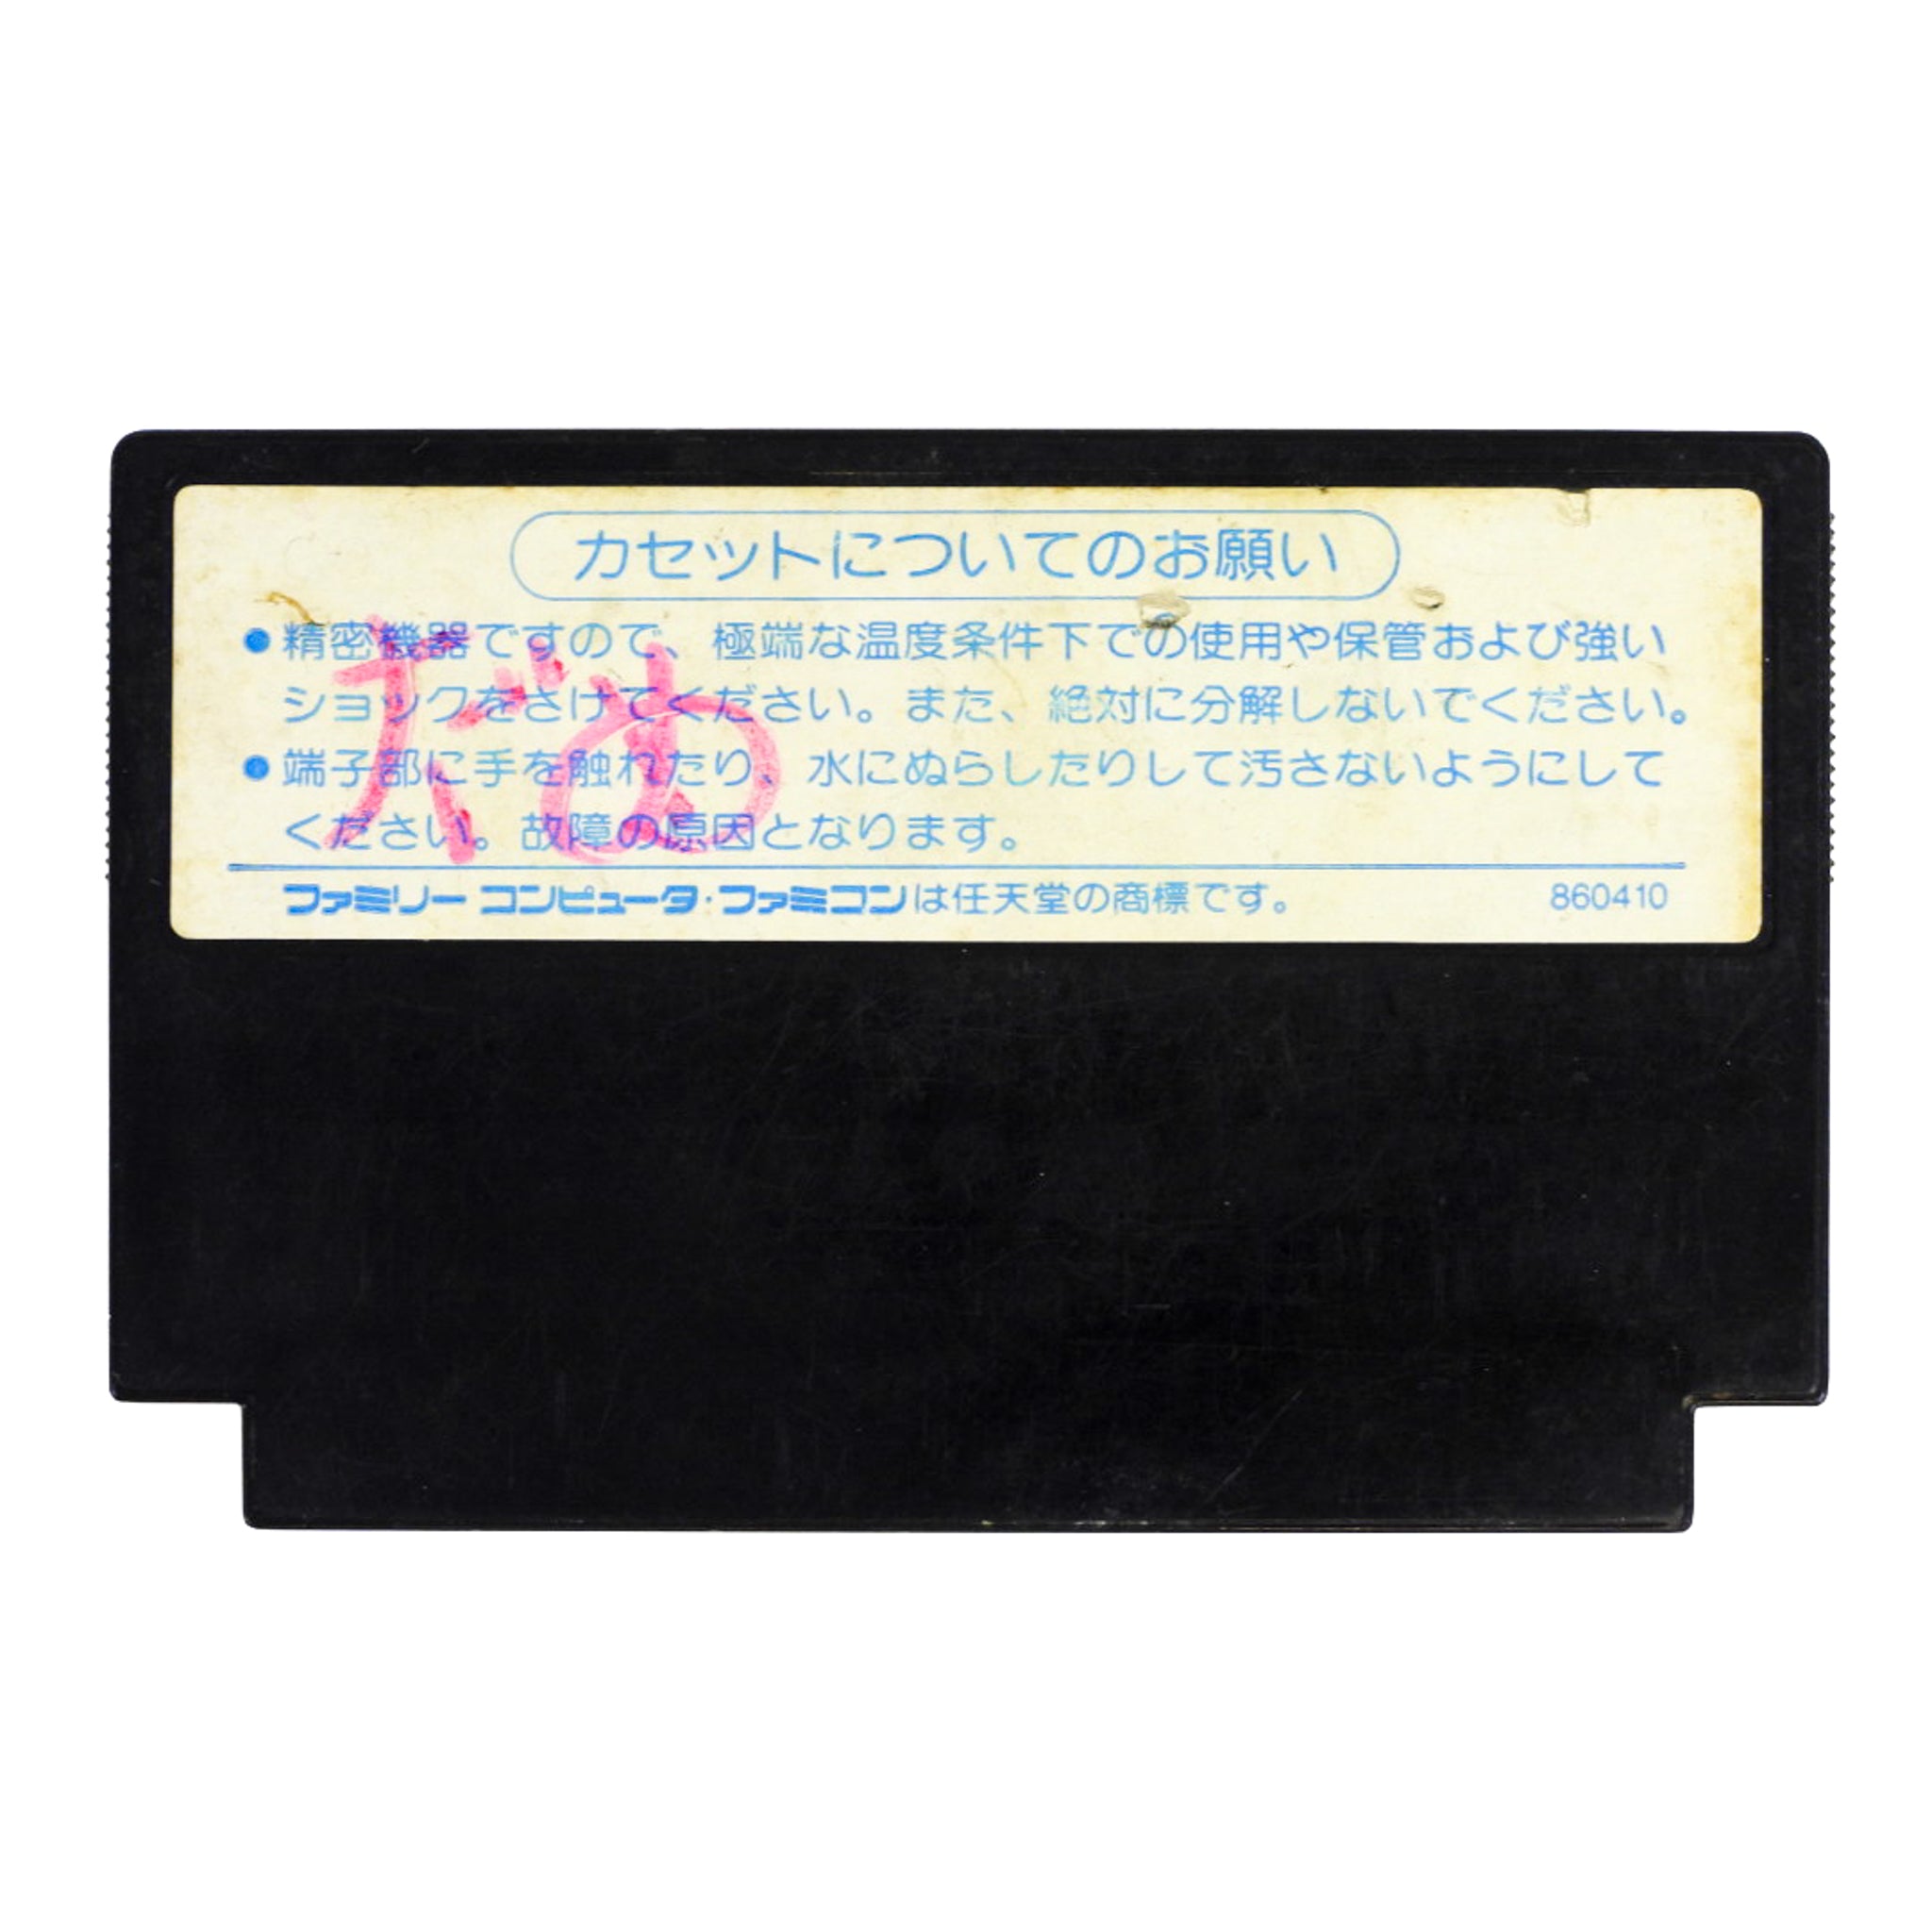 カセットについてのお願い
●精密機器ですので、極端な温度条件下での使用や保管および強い
ショックをさけてください。また、絶対に分解しないでください。
●端子部に手を触れたり、水にぬらしたりして汚さないようにして
ください。故障の原因となります。
ファミリーコンピュータ・ファミコンは任天堂の商標です。 860410